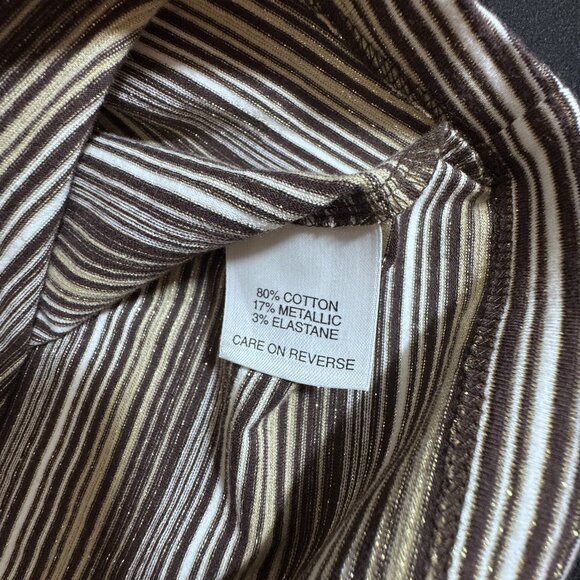 80% COTTON
17% METALLIC
3% ELASTANE
CARE ON REVERSE